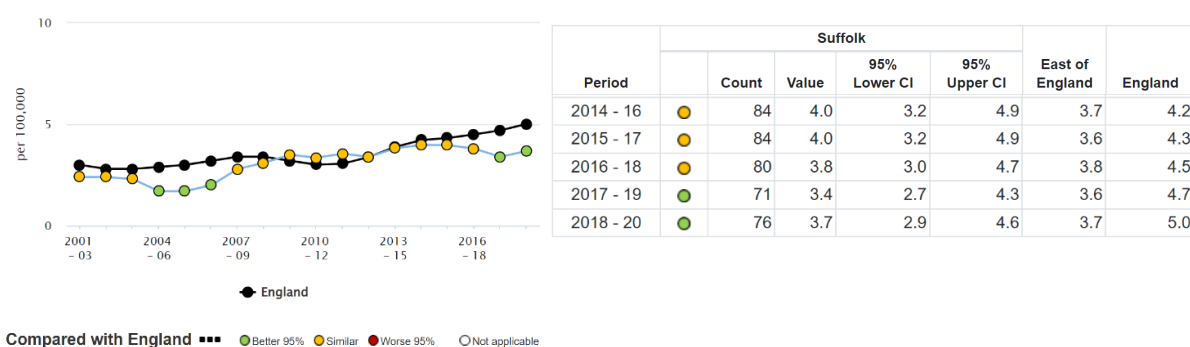 10
5
0
per 100,000
2001 2004 2007 2010 2013 2016
– 03 – 06 – 09 – 12 – 15 – 18
England
Compared with England Better 95% Similar Worse 95% Not applicable
Suffolk
95% 95% East of
Period Count Value Lower CI Upper CI England England
2014 - 16 84 4.0 3.2 4.9 3.7 4.2
2015 - 17 84 4.0 3.2 4.9 3.6 4.3
2016 - 18 80 3.8 3.0 4.7 3.8 4.5
2017 - 19 71 3.4 2.7 4.3 3.6 4.7
2018 - 20 76 3.7 2.9 4.6 3.7 5.0